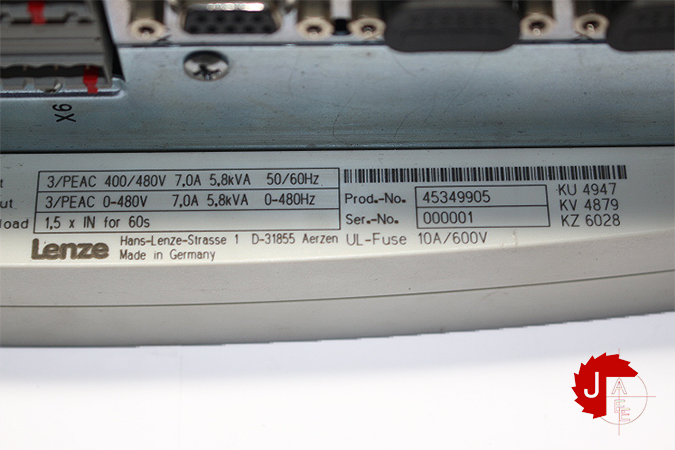 X6
t 3/PEAC 400/480V 7.0A 5.8kVA 50/60Hz
ut 3/PEAC 0-480V 7.0A 5.8kVA 0-480Hz
load 1.5 x IN for 60s
Prod.-No. 45349905
Ser.-No. 000001
KU 4947
KV 4879
KZ 6028
Lenze Hans-Lenze-Strasse 1 D-31855 Aerzen
Made in Germany
UL-Fuse 10A/600V
J